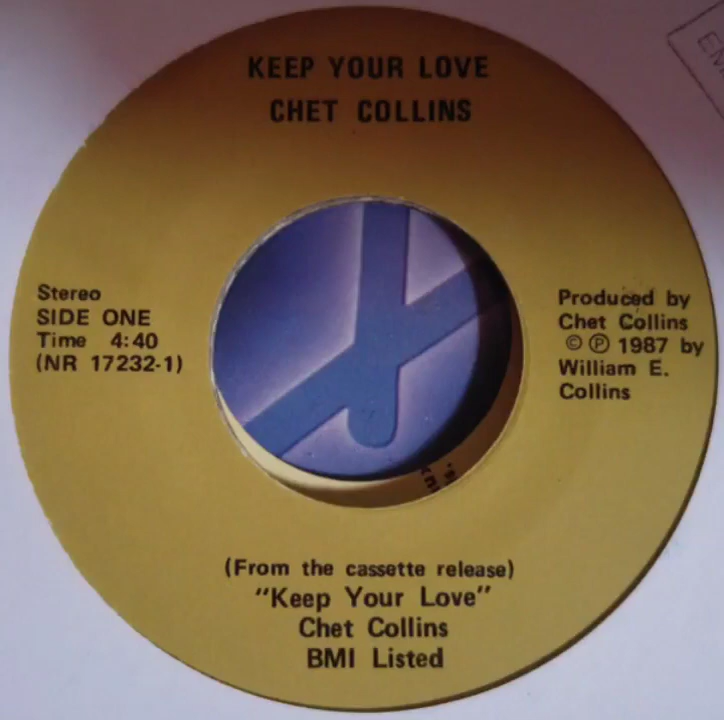 KEEP YOUR LOVE
CHET COLLINS
Stereo
SIDE ONE
Time 4:40
(NR 17232-1)
Produced by
Chet Collins
© ℗ 1987 by
William E.
Collins
(From the cassette release)
"Keep Your Love"
Chet Collins
BMI Listed